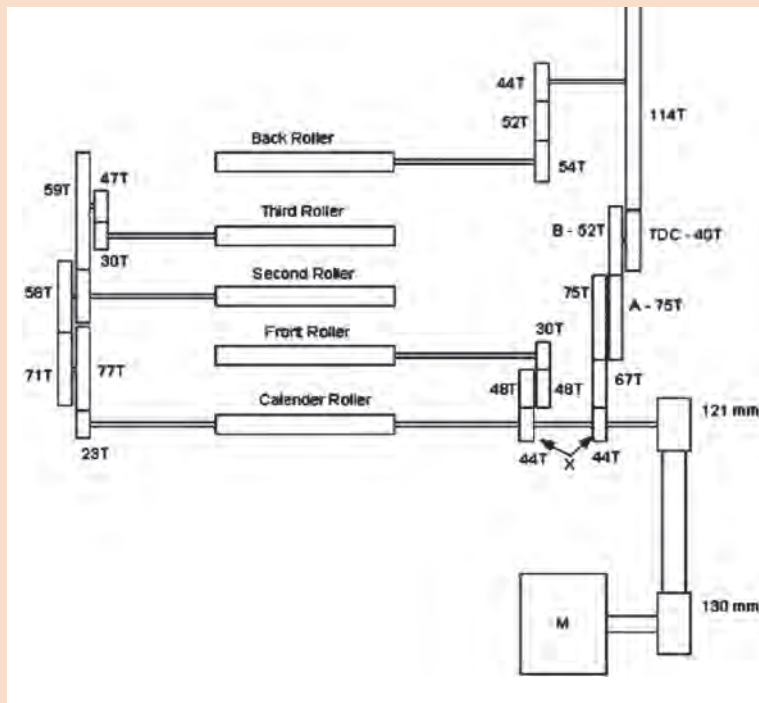 44T
52T
114T
Back Roller
54T
47T
59T
B - 52T
TDC - 40T
Third Roller
30T
Second Roller
58T
75T
A - 75T
Front Roller
30T
71T
77T
48T
48T
67T
Calender Roller
121 mm
23T
44T
X
44T
M
130 mm